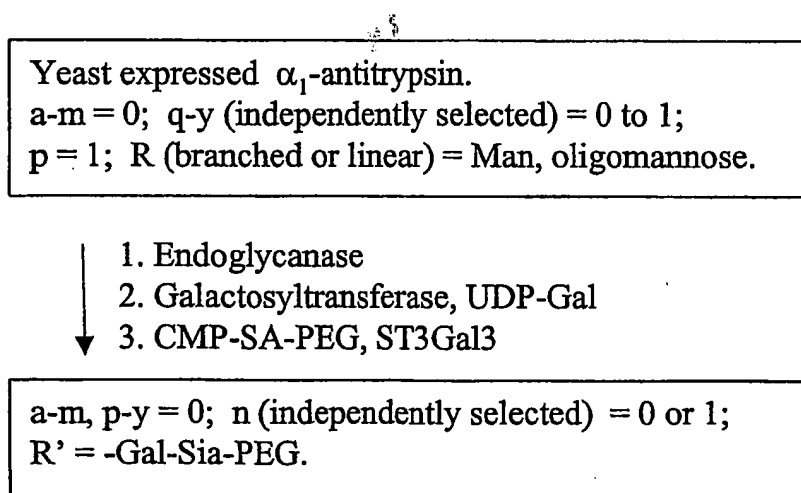 Yeast expressed α₁-antitrypsin.
a-m = 0; q-y (independently selected) = 0 to 1;
p = 1; R (branched or linear) = Man, oligomannose.
1. Endoglycanase
2. Galactosyltransferase, UDP-Gal
3. CMP-SA-PEG, ST3Gal3
a-m, p-y = 0; n (independently selected) = 0 or 1;
R’ = -Gal-Sia-PEG.